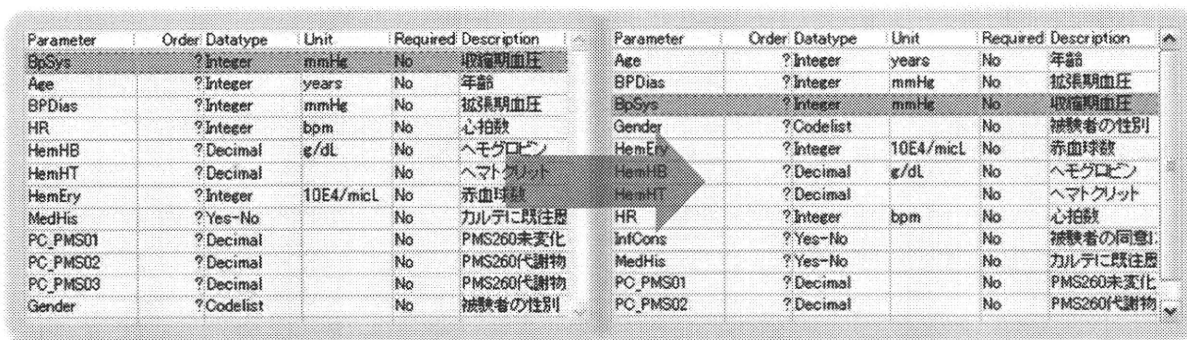 Parameter Order Datatype Unit Required Description
BpSys ? Integer mmHg No 収縮期血圧
Age ? Integer years No 年齢
BPDias ? Integer mmHg No 拡張期血圧
HR ? Integer bpm No 心拍数
HemHB ? Decimal g/dL No ヘモグロビン
HemHT ? Decimal No ヘマトクリット
HemEry ? Integer 10E4/micL No 赤血球数
MedHis ? Yes-No No カルテに既往歴
PC_PMS01 ? Decimal No PMS260未変化
PC_PMS02 ? Decimal No PMS260代謝物
PC_PMS03 ? Decimal No PMS260代謝物
Gender ? Codelist No 被験者の性別
Parameter Order Datatype Unit Required Description
Age ? Integer years No 年齢
BPDias ? Integer mmHg No 拡張期血圧
BpSys ? Integer mmHg No 収縮期血圧
Gender ? Codelist No 被験者の性別
HemEry ? Integer 10E4/micL No 赤血球数
HemHB ? Decimal g/dL No ヘモグロビン
HemHT ? Decimal No ヘマトクリット
HR ? Integer bpm No 心拍数
InfCons ? Yes-No No 被験者の同意に
MedHis ? Yes-No No カルテに既往歴
PC_PMS01 ? Decimal No PMS260未変化
PC_PMS02 ? Decimal No PMS260代謝物